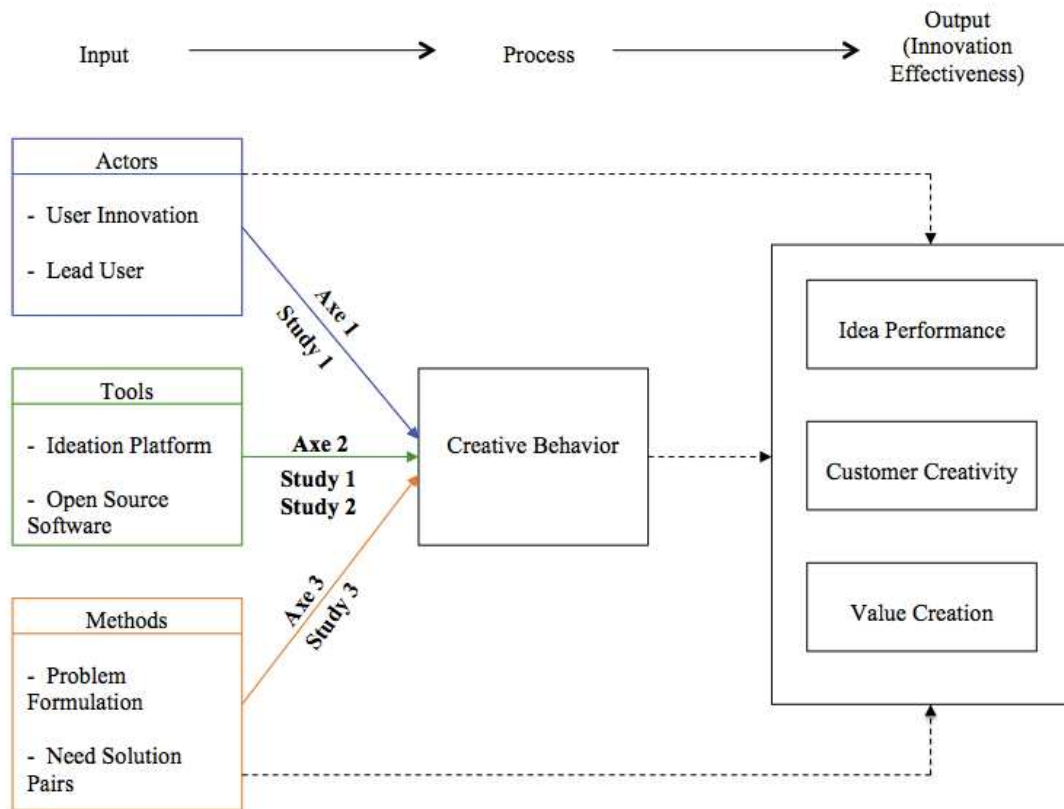 Input
Process
Output
(Innovation
Effectiveness)
Actors
- User Innovation
- Lead User
Axe 1
Study 1
Tools
- Ideation Platform
- Open Source
Software
Axe 2
Study 1
Study 2
Methods
- Problem
Formulation
- Need Solution
Pairs
Axe 3
Study 3
Creative Behavior
Idea Performance
Customer Creativity
Value Creation